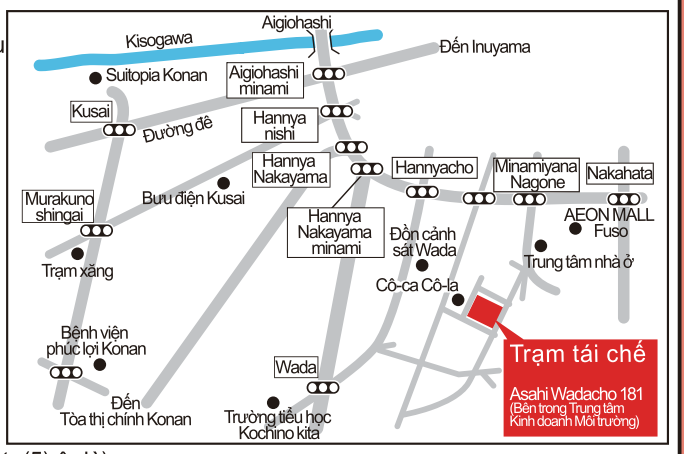 Aigiohashi
Kisogawa
Đến Inuyama
Suitopia Konan
Aigiohashi
minami
Kusai
Đường đê
Hannya
nishi
Hannya
Nakayama
Hannyacho
Minamiyana
Nagone
Nakahata
Murakuno
shingai
Bưu điện Kusai
Hannya
Nakayama
minami
AEON MALL
Fuso
Đồn cảnh
sát Wada
Trung tâm nhà ở
Trạm xăng
Cô-ca Cô-la
Bệnh viện
phúc lợi Konan
Trạm tái chế
Wada
Asahi Wadacho 181
(Bên trong Trung tâm
Kinh doanh Môi trường)
Đến
Tòa thị chính Konan
Trường tiểu học
Kochino kita